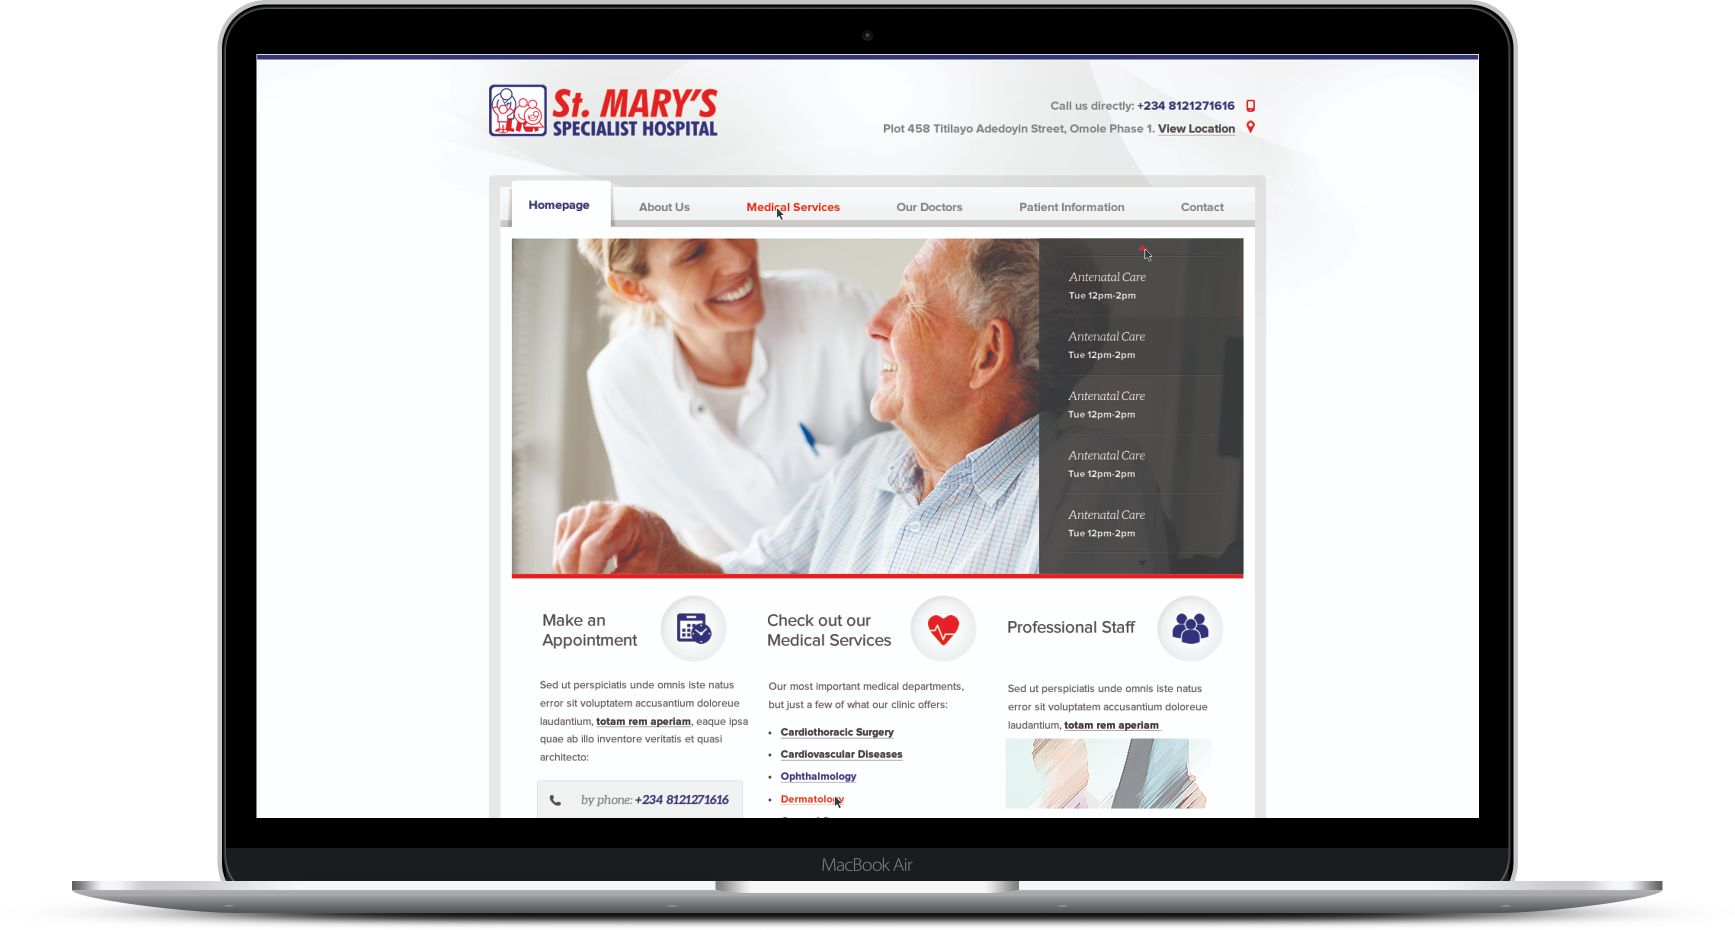 St. MARY'S
SPECIALIST HOSPITAL
Call us directly: +234 8121271616
Plot 458 Titilayo Adedoyin Street, Omole Phase 1. View Location
Homepage
About Us
Medical Services
Our Doctors
Patient Information
Contact
Antenatal Care
Tue 12pm-2pm
Antenatal Care
Tue 12pm-2pm
Antenatal Care
Tue 12pm-2pm
Antenatal Care
Tue 12pm-2pm
Antenatal Care
Tue 12pm-2pm
Make an
Appointment
Sed ut perspiciatis unde omnis iste natus
error sit voluptatem accusantium doloreue
laudantium, totam rem aperiam, eaque ipsa
quae ab illo inventore veritatis et quasi
architecto:
by phone: +234 8121271616
Check out our
Medical Services
Our most important medical departments,
but just a few of what our clinic offers:
• Cardiothoracic Surgery
• Cardiovascular Diseases
• Ophthalmology
• Dermatology
Professional Staff
Sed ut perspiciatis unde omnis iste natus
error sit voluptatem accusantium doloreue
laudantium, totam rem aperiam
MacBook Air